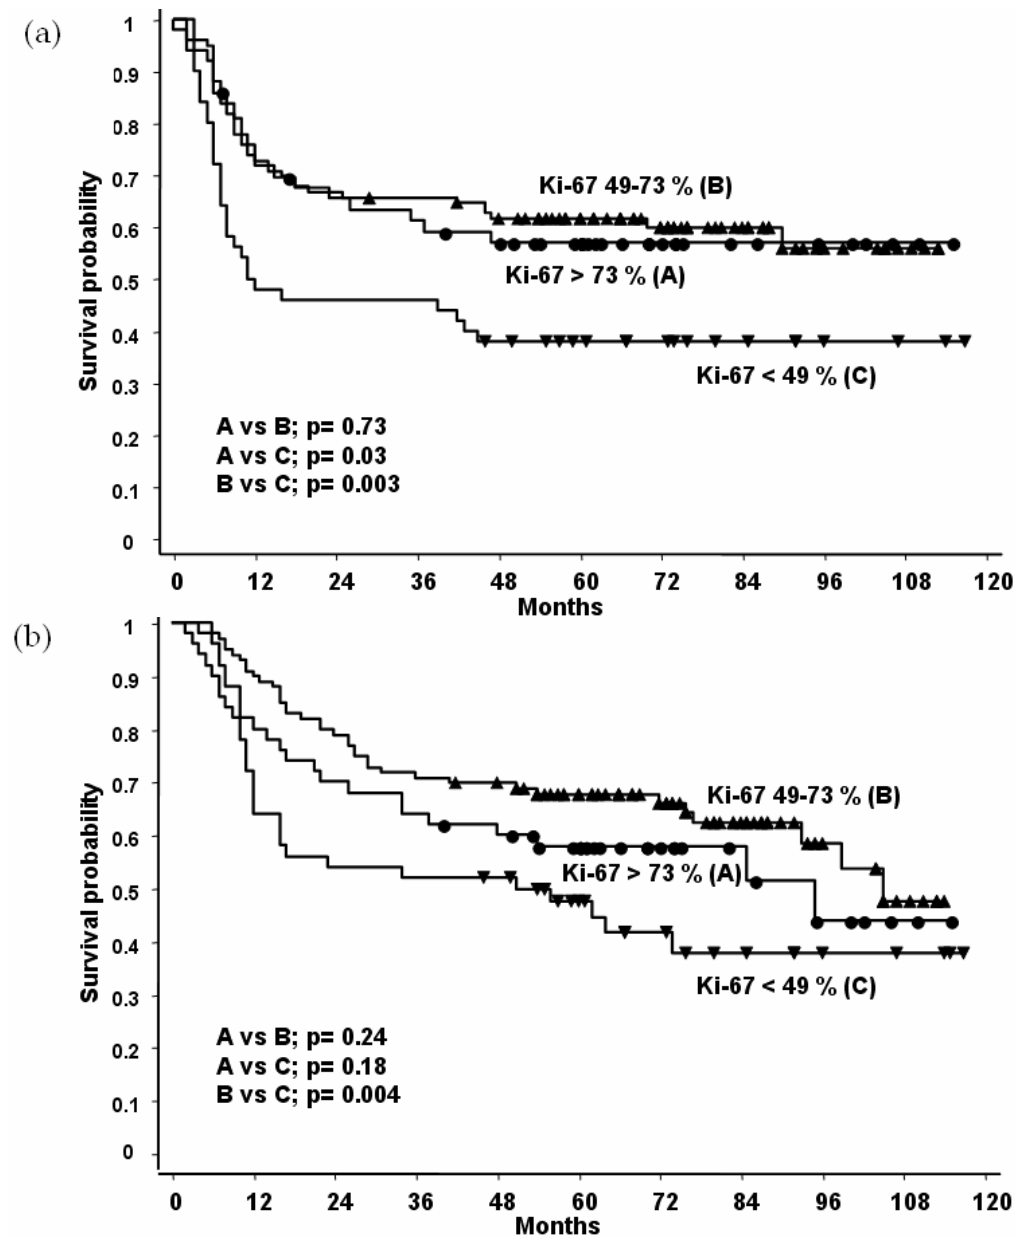 (a)
1
0.9
0.8
0.7
0.6
0.5
0.4
0.3
0.2
0.1
0
Survival probability
Ki-67 49-73 % (B)
Ki-67 > 73 % (A)
Ki-67 < 49 % (C)
A vs B; p= 0.73
A vs C; p= 0.03
B vs C; p= 0.003
0 12 24 36 48 60 72 84 96 108 120
Months
(b)
1
0.9
0.8
0.7
0.6
0.5
0.4
0.3
0.2
0.1
0
Survival probability
Ki-67 49-73 % (B)
Ki-67 > 73 % (A)
Ki-67 < 49 % (C)
A vs B; p= 0.24
A vs C; p= 0.18
B vs C; p= 0.004
0 12 24 36 48 60 72 84 96 108 120
Months